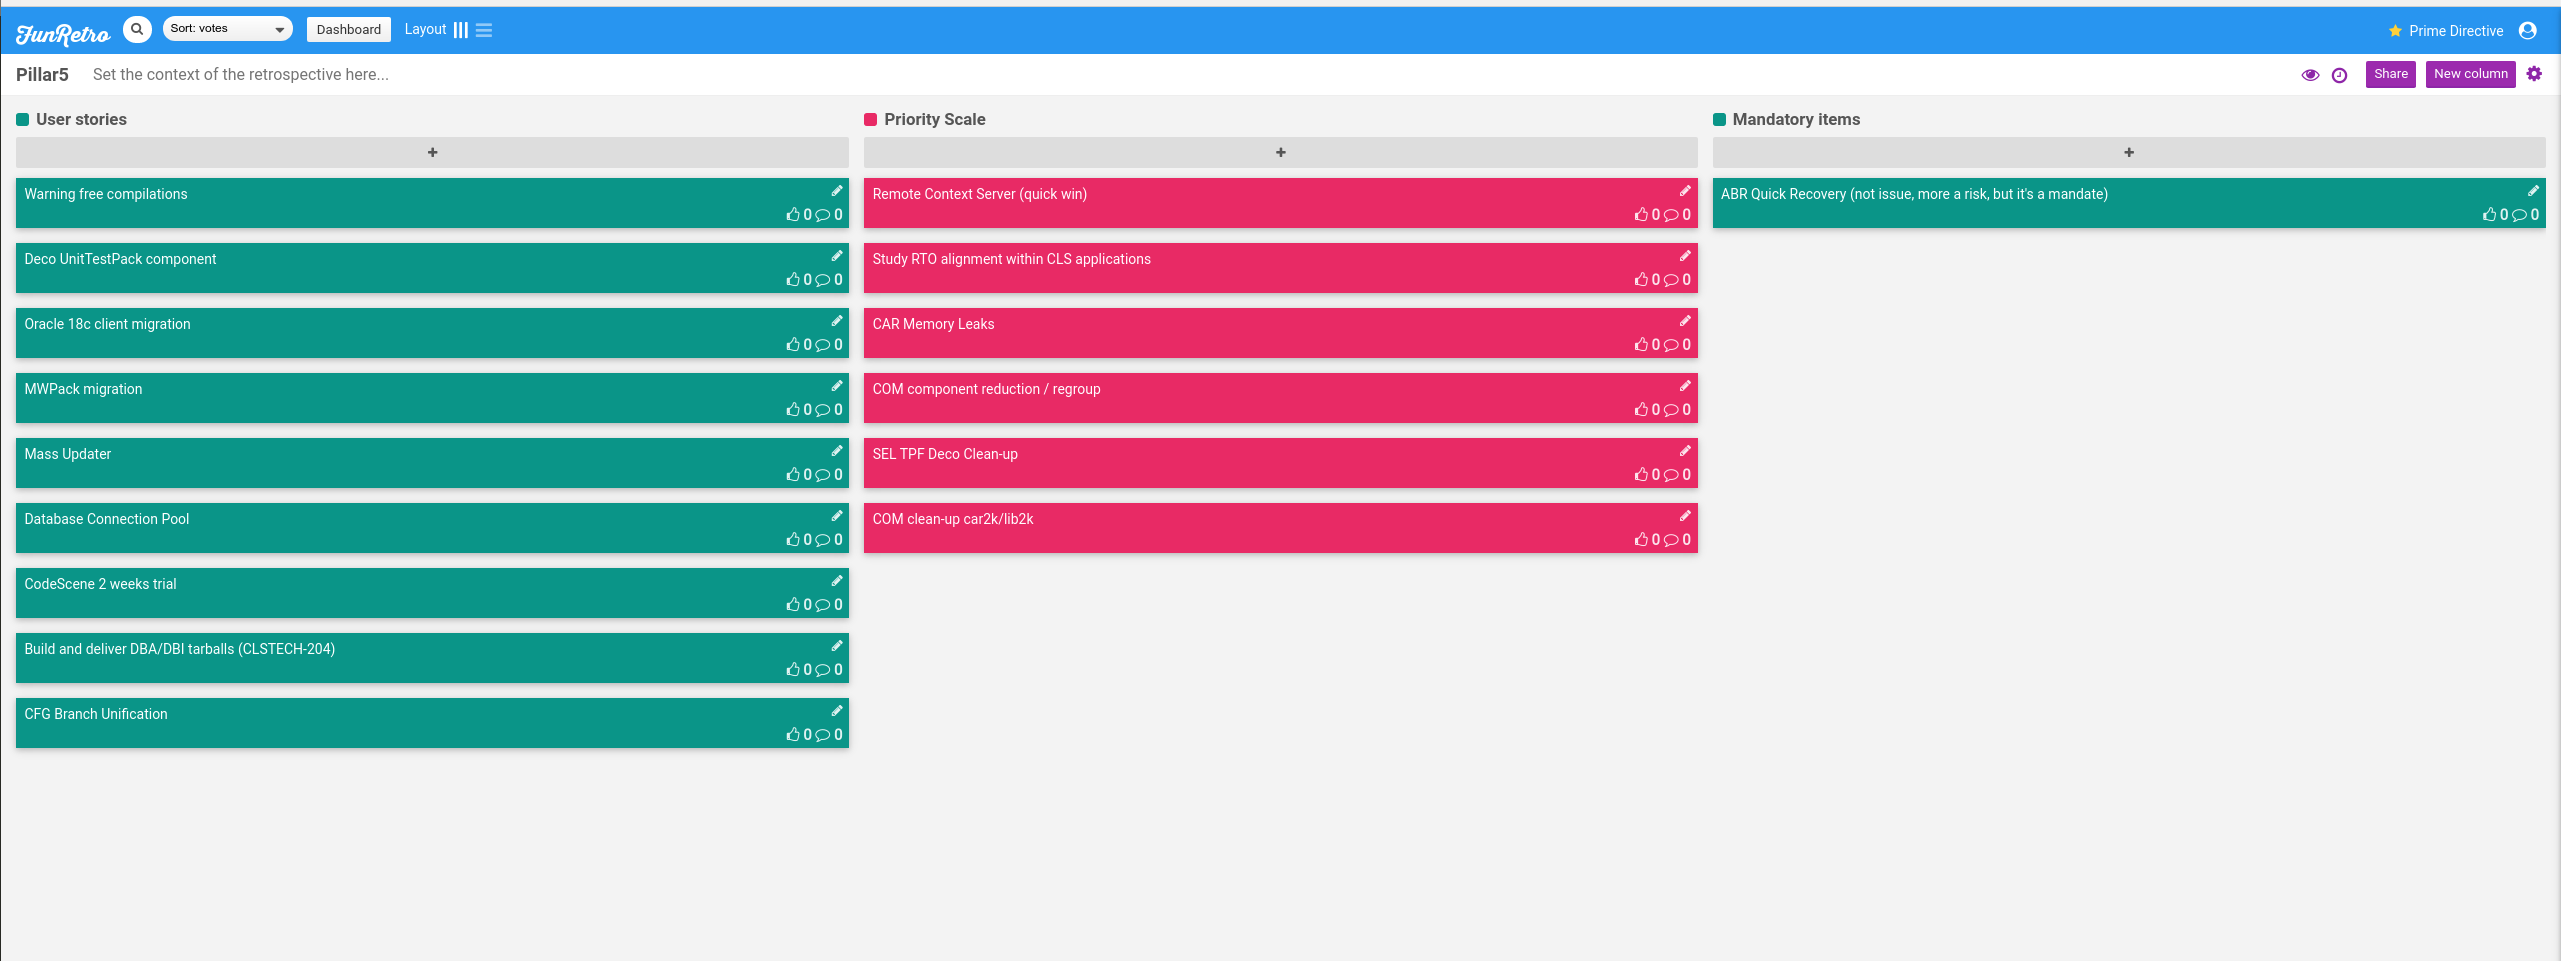 FunRetro
Sort: votes
Dashboard
Layout
Prime Directive
Pillar5
Set the context of the retrospective here...
Share
New column
User stories
+
Warning free compilations
0 0
Deco UnitTestPack component
0 0
Oracle 18c client migration
0 0
MWPack migration
0 0
Mass Updater
0 0
Database Connection Pool
0 0
CodeScene 2 weeks trial
0 0
Build and deliver DBA/DBI tarballs (CLSTECH-204)
0 0
CFG Branch Unification
0 0
Priority Scale
+
Remote Context Server (quick win)
0 0
Study RTO alignment within CLS applications
0 0
CAR Memory Leaks
0 0
COM component reduction / regroup
0 0
SEL TPF Deco Clean-up
0 0
COM clean-up car2k/lib2k
0 0
Mandatory items
+
ABR Quick Recovery (not issue, more a risk, but it's a mandate)
0 0